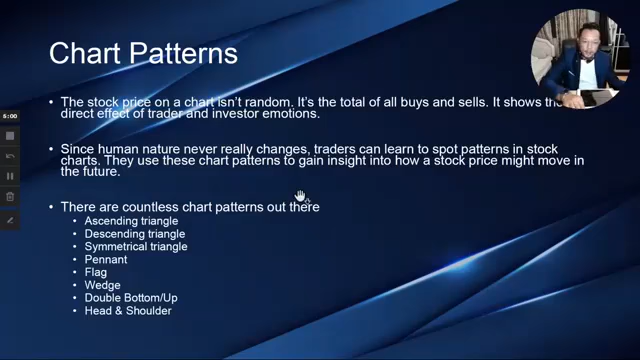 Chart Patterns
5:00
• The stock price on a chart isn't random. It's the total of all buys and sells. It shows
direct effect of trader and investor emotions.
• Since human nature never really changes, traders can learn to spot patterns in stock
charts. They use these chart patterns to gain insight into how a stock price might move in
the future.
• There are countless chart patterns out there
• Ascending triangle
• Descending triangle
• Symmetrical triangle
• Pennant
• Flag
• Wedge
• Double Bottom/Up
• Head & Shoulder